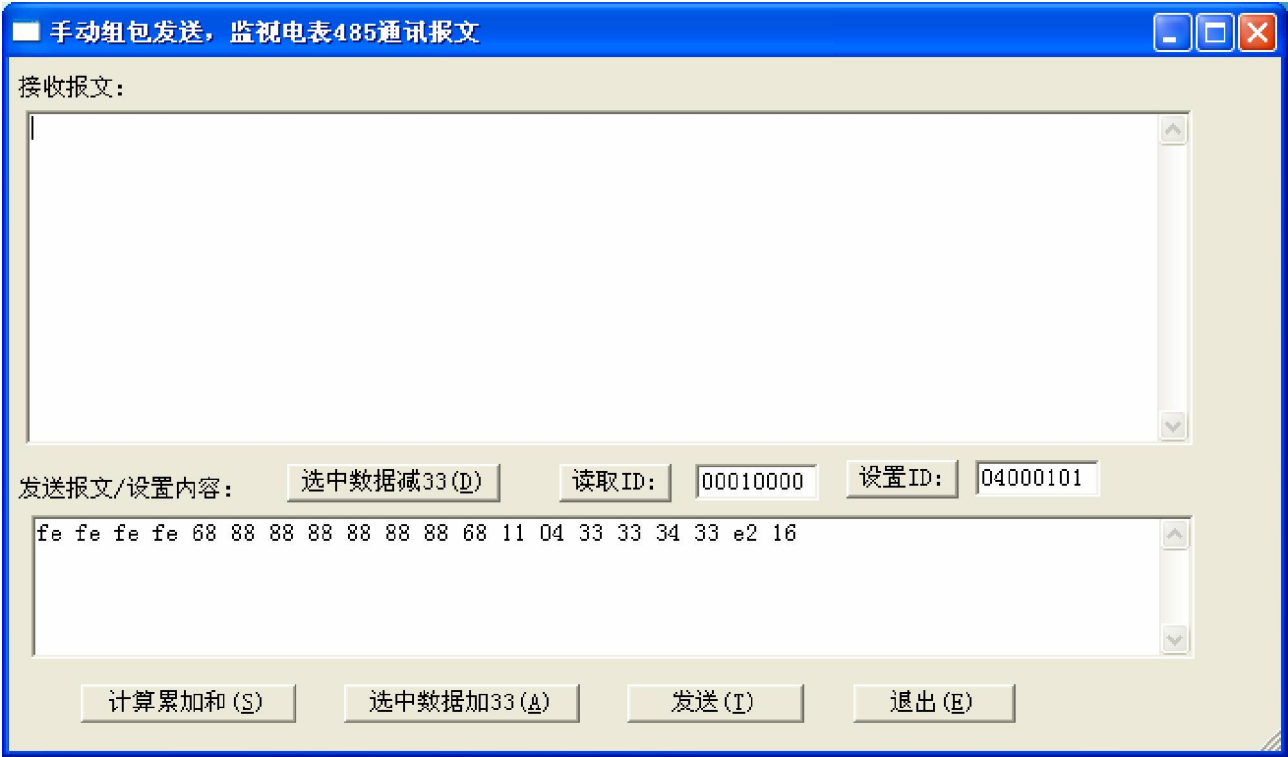 手动组包发送，监视电表485通讯报文
接收报文：
发送报文/设置内容： 选中数据减33(D) 读取ID： 00010000 设置ID： 04000101
fe fe fe fe 68 88 88 88 88 88 88 68 11 04 33 33 34 33 e2 16
计算累加和(S) 选中数据加33(A) 发送(T) 退出(E)